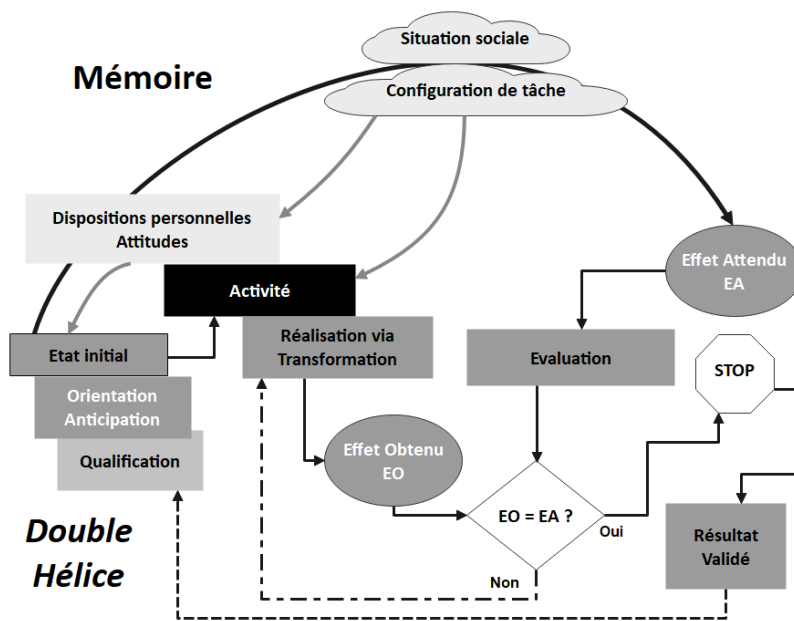 Situation sociale
Mémoire
Configuration de tâche
Dispositions personnelles
Attitudes
Effet Attendu
EA
Activité
Etat initial
Réalisation via
Transformation
Evaluation
STOP
Orientation
Anticipation
Qualification
Effet Obtenu
EO
EO = EA ?
Oui
Résultat
Validé
Double
Hélice
Non